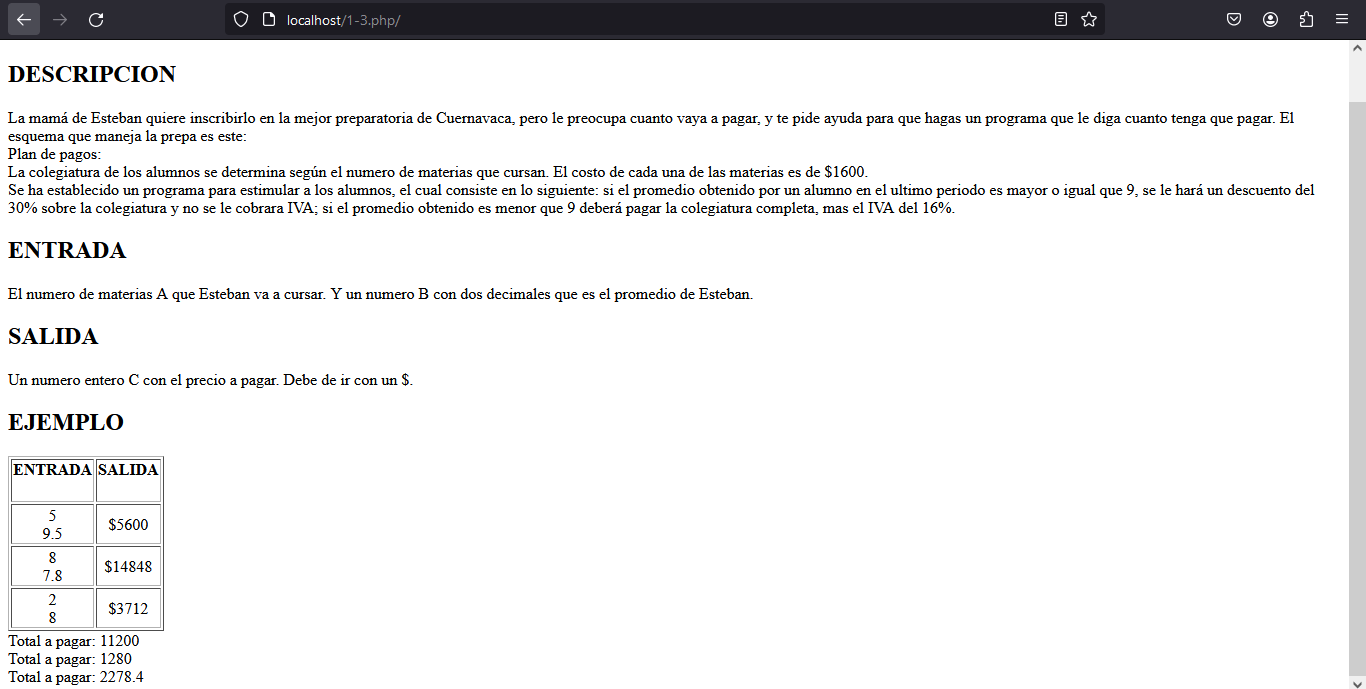 localhost/1-3.php/
DESCRIPCION
La mamá de Esteban quiere inscribirlo en la mejor preparatoria de Cuernavaca, pero le preocupa cuanto vaya a pagar, y te pide ayuda para que hagas un programa que le diga cuanto tenga que pagar. El
esquema que maneja la prepa es este:
Plan de pagos:
La colegiatura de los alumnos se determina según el numero de materias que cursan. El costo de cada una de las materias es de $1600.
Se ha establecido un programa para estimular a los alumnos, el cual consiste en lo siguiente: si el promedio obtenido por un alumno en el ultimo periodo es mayor o igual que 9, se le hará un descuento del
30% sobre la colegiatura y no se le cobrara IVA; si el promedio obtenido es menor que 9 deberá pagar la colegiatura completa, mas el IVA del 16%.
ENTRADA
El numero de materias A que Esteban va a cursar. Y un numero B con dos decimales que es el promedio de Esteban.
SALIDA
Un numero entero C con el precio a pagar. Debe de ir con un $.
EJEMPLO
ENTRADA SALIDA
5
9.5
$5600
8
7.8
$14848
2
8
$3712
Total a pagar: 11200
Total a pagar: 1280
Total a pagar: 2278.4